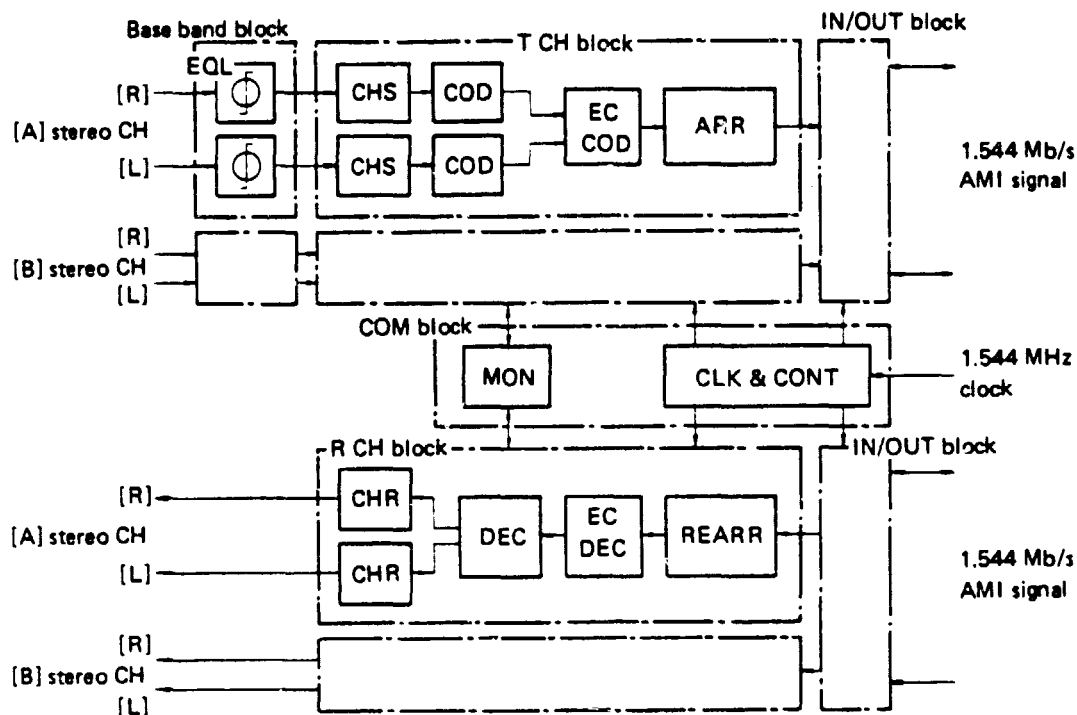 Base band block
T CH block
IN/OUT block
EQL
[R]
CHS
COD
EC
COD
ARR
[A] stereo CH
[L]
CHS
COD
1.544 Mb/s
AMI signal
[R]
[B] stereo CH
[L]
COM block
MON
CLK & CONT
1.544 MHz
clock
R CH block
IN/OUT block
[R]
CHR
DEC
EC
DEC
REARR
[A] stereo CH
[L]
CHR
1.544 Mb/s
AMI signal
[R]
[B] stereo CH
[L]